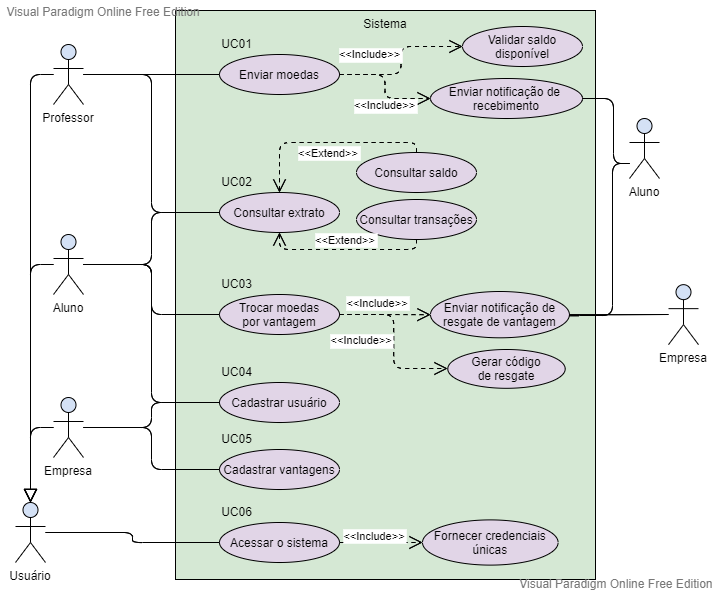 Visual Paradigm Online Free Edition
Sistema
UC01
Enviar moedas
<<Include>>
Validar saldo
disponível
<<Include>>
Enviar notificação de
recebimento
Professor
Aluno
<<Extend>>
Consultar saldo
UC02
Consultar extrato
Consultar transações
<<Extend>>
Aluno
UC03
Trocar moedas
por vantagem
<<Include>>
Enviar notificação de
resgate de vantagem
<<Include>>
Gerar código
de resgate
Empresa
UC04
Cadastrar usuário
Empresa
UC05
Cadastrar vantagens
UC06
Acessar o sistema
<<Include>>
Fornecer credenciais
únicas
Usuário
Visual Paradigm Online Free Edition